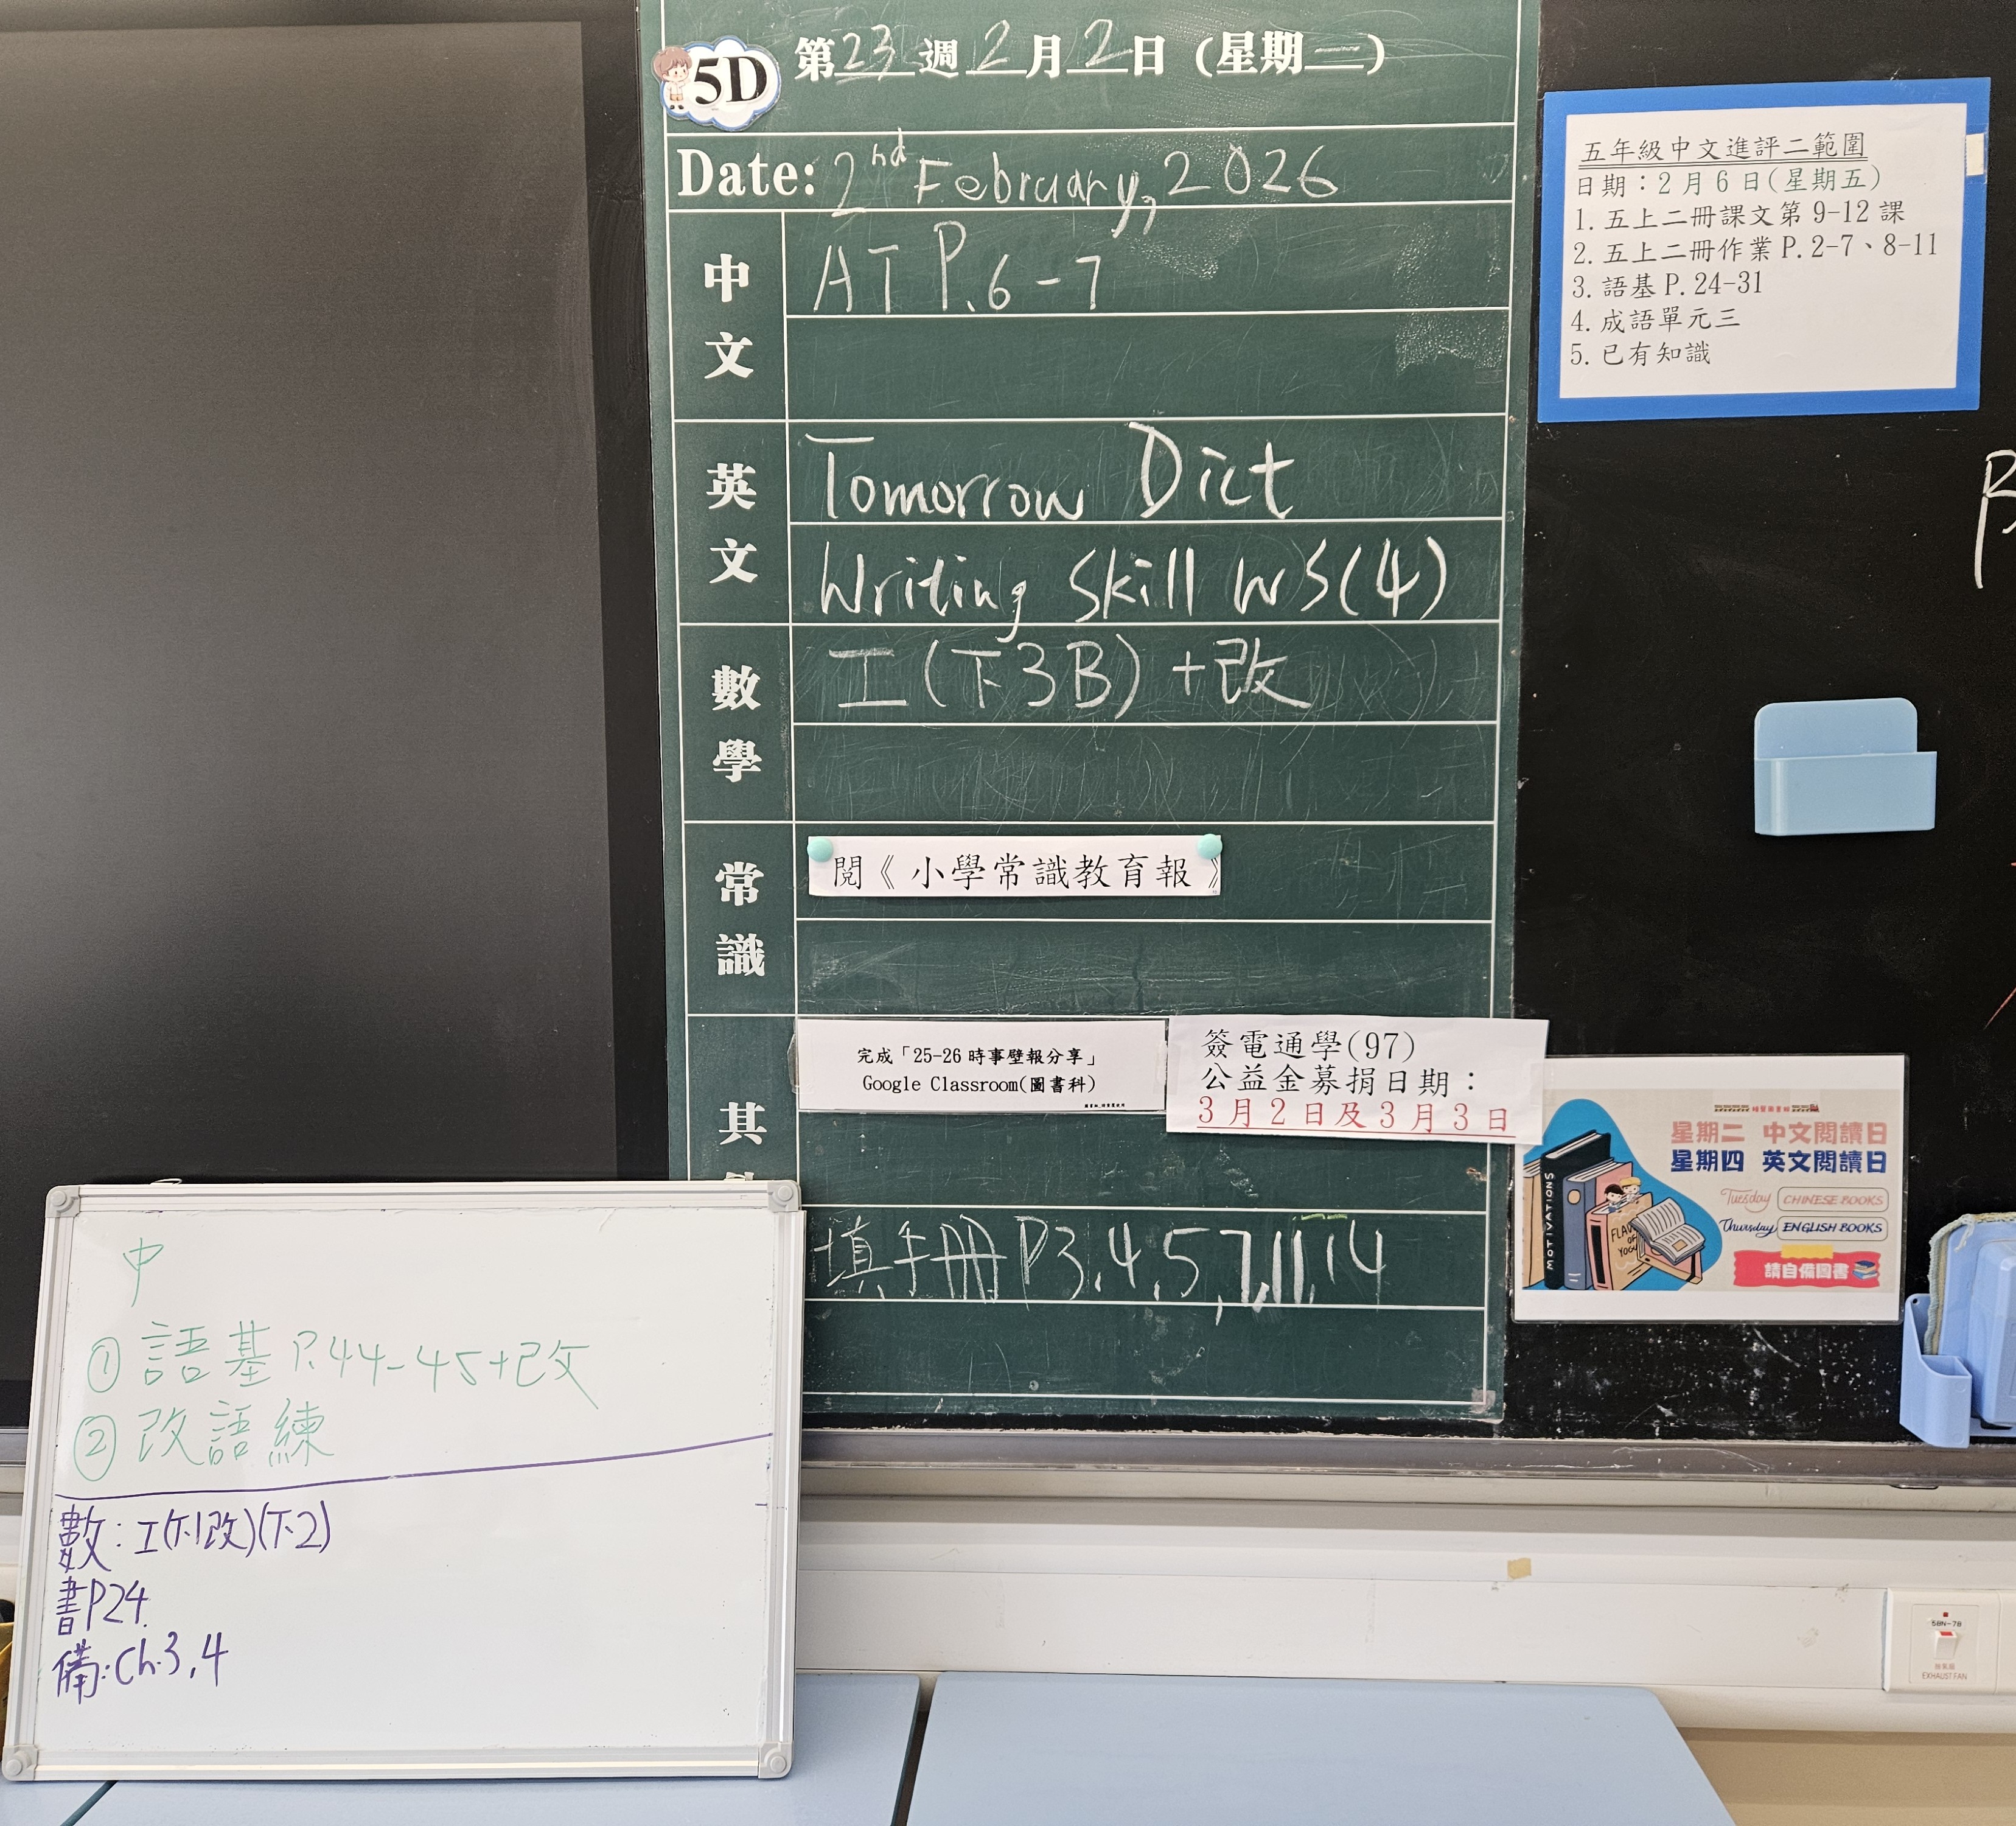 5D
第23週2月2日(星期一)
Date: 2nd February, 2026
中文
AT P.6-7
英文
Tomorrow Dict
Writing Skill WS(4)
數學
工(下3B)+改
常識
閱《小學常識教育報》
其
完成「25-26時事壁報分享」
Google Classroom(圖書科)
簽電通學(97)
公益金募捐日期：
3月2日及3月3日
填手冊P3,4,5,7,11,14
五年級中文進評二範圍
日期：2月6日(星期五)
1. 五上二冊課文第9-12課
2. 五上二冊作業P.2-7、8-11
3. 語基P.24-31
4. 成語單元三
5. 已有知識
星期二 中文閱讀日
星期四 英文閱讀日
Tuesday CHINESE BOOKS
Thursday ENGLISH BOOKS
請自備圖書
MOTIVATIONS
中
①語基P.44-45+改
②改語練
數：工(下1改)(下2)
書P24
備：Ch.3,4
58N-7B
EXHAUST FAN